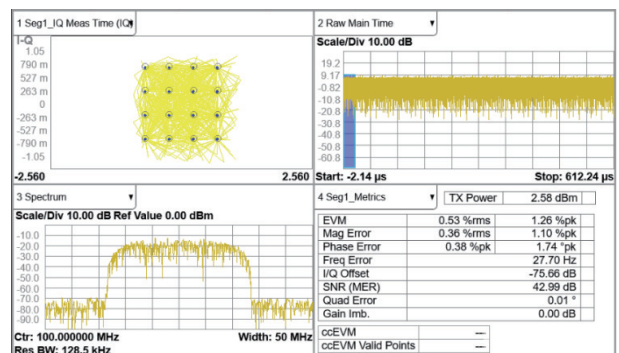 1 Seg1_IQ Meas Time (IQ)
I-Q
1.05
790 m
527 m
263 m
0
-263 m
-527 m
-790 m
-1.05
-2.560 2.560
2 Raw Main Time
Scale/Div 10.00 dB
19.2
9.17
-0.82
-10.8
-20.8
-30.8
-40.8
-50.8
-60.8
Start: -2.14 µs Stop: 612.24 µs
3 Spectrum
Scale/Div 10.00 dB Ref Value 0.00 dBm
-10.0
-20.0
-30.0
-40.0
-50.0
-60.0
-70.0
-80.0
-90.0
Ctr: 100.000000 MHz Width: 50 MHz
Res BW: 128.5 kHz
4 Seg1_Metrics TX Power 2.58 dBm
EVM 0.53 %rms 1.26 %pk
Mag Error 0.36 %rms 1.10 %pk
Phase Error 0.38 %pk 1.74 °pk
Freq Error 27.70 Hz
I/Q Offset -75.66 dB
SNR (MER) 42.99 dB
Quad Error 0.01 °
Gain Imb. 0.00 dB
ccEVM ---
ccEVM Valid Points ---